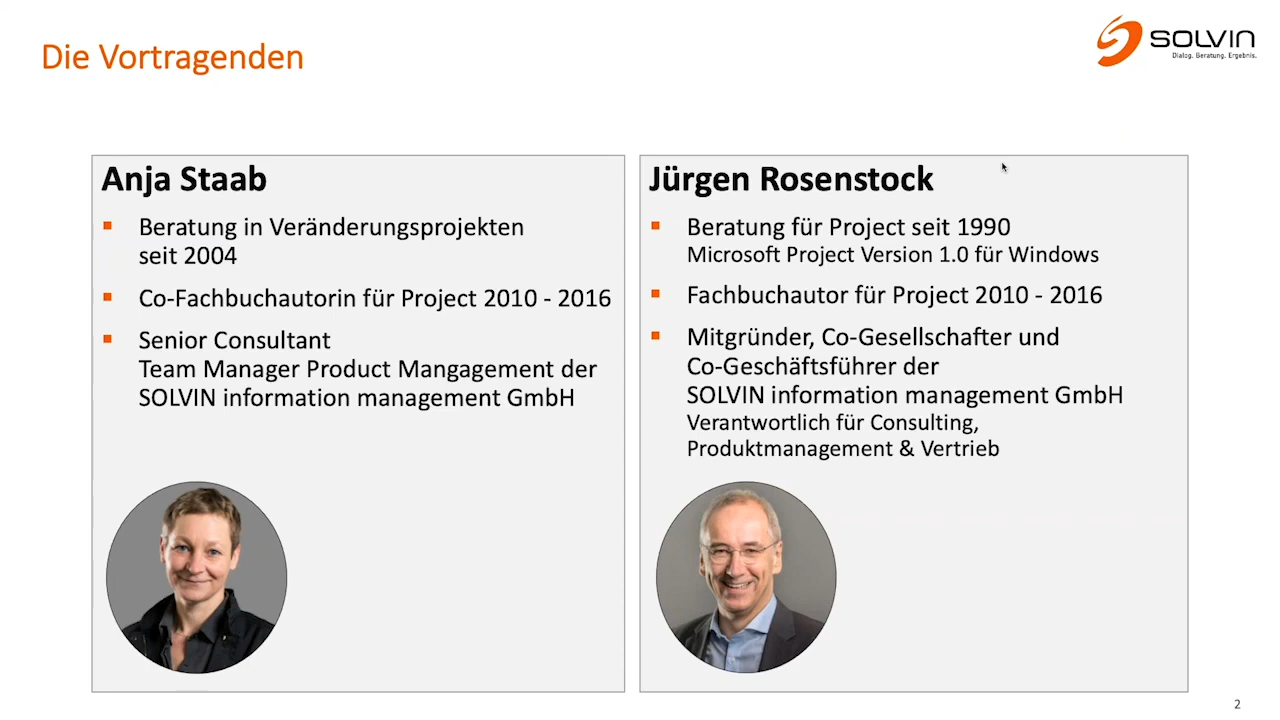 Die Vortragenden
SOLVIN
Dialog. Beratung. Ergebnis.
Anja Staab
Beratung in Veränderungsprojekten
seit 2004
Co-Fachbuchautorin für Project 2010 - 2016
Senior Consultant
Team Manager Product Mangagement der
SOLVIN information management GmbH
Jürgen Rosenstock
Beratung für Project seit 1990
Microsoft Project Version 1.0 für Windows
Fachbuchautor für Project 2010 - 2016
Mitgründer, Co-Gesellschafter und
Co-Geschäftsführer der
SOLVIN information management GmbH
Verantwortlich für Consulting,
Produktmanagement & Vertrieb
2